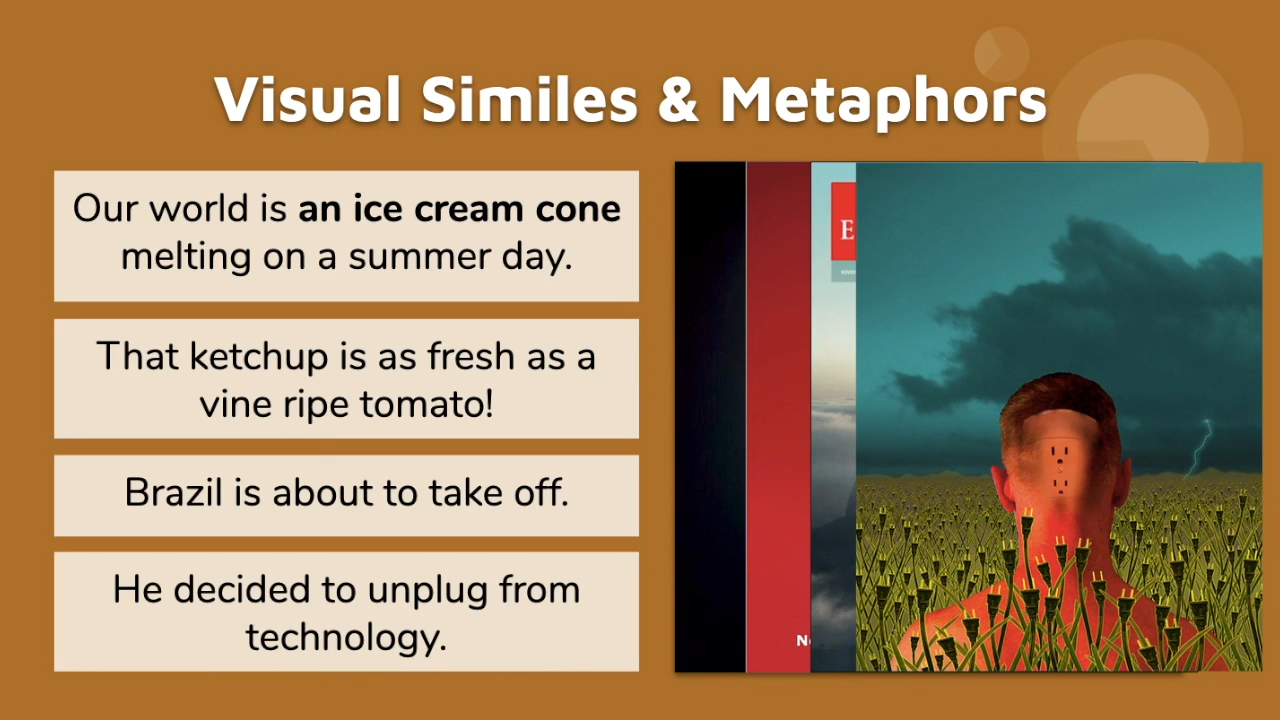 Visual Similes & Metaphors
Our world is an ice cream cone
melting on a summer day.
That ketchup is as fresh as a
vine ripe tomato!
Brazil is about to take off.
He decided to unplug from
technology.
E
N